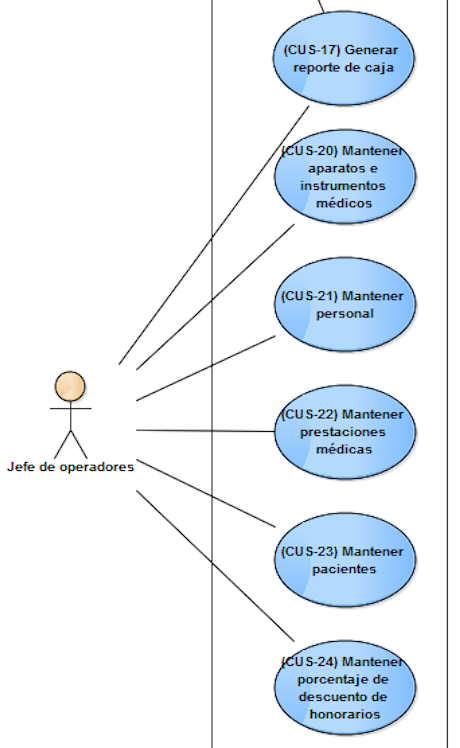 (CUS-17) Generar
reporte de caja
(CUS-20) Mantener
aparatos e
instrumentos
médicos
(CUS-21) Mantener
personal
(CUS-22) Mantener
prestaciones
médicas
Jefe de operadores
(CUS-23) Mantener
pacientes
(CUS-24) Mantener
porcentaje de
descuento de
honorarios